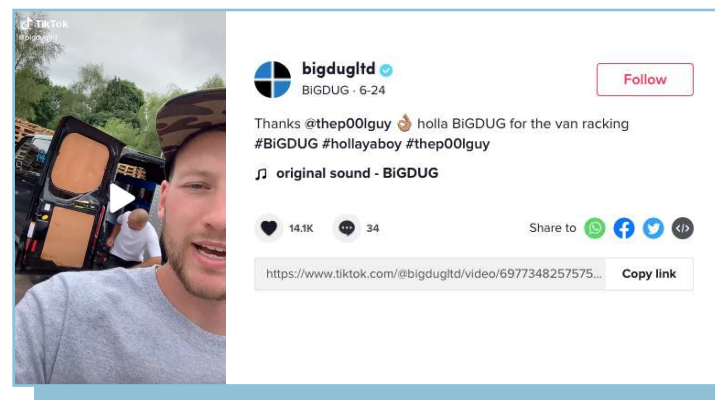 TikTok
@bigdugltd
bigdugltd
BiGDUG · 6-24
Follow
Thanks @thep00lguy 👌🏼 holla BiGDUG for the van racking
#BiGDUG #hollayaboy #thep00lguy
original sound - BiGDUG
14.1K
34
Share to
https://www.tiktok.com/@bigdugltd/video/6977348257575...
Copy link